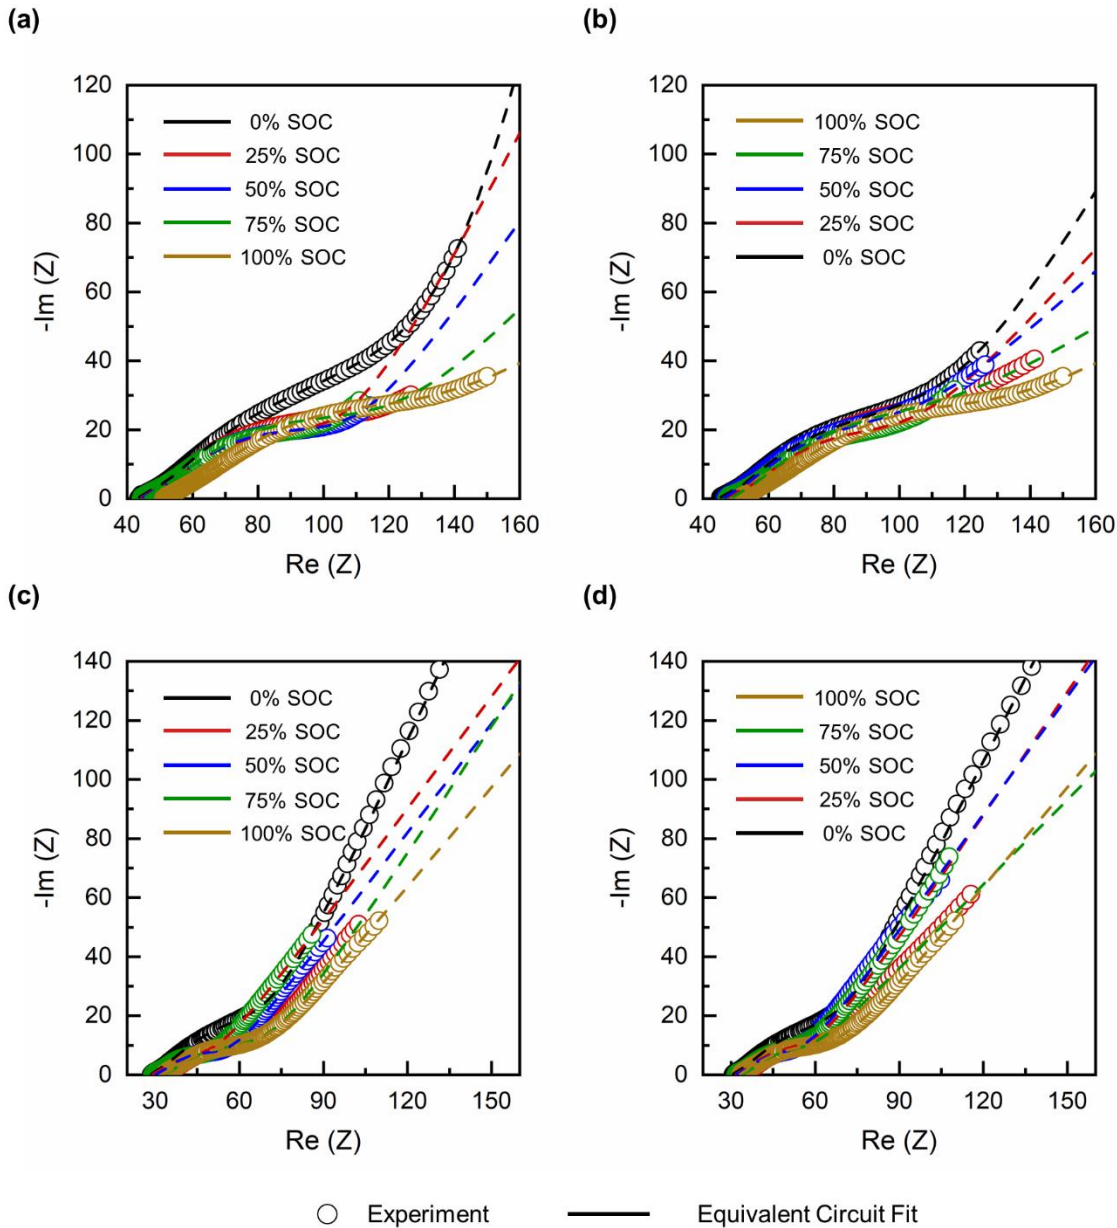 (a)
(b)
120
100
80
60
40
20
0
-Im (Z)
0% SOC
25% SOC
50% SOC
75% SOC
100% SOC
40 60 80 100 120 140 160
Re (Z)
120
100
80
60
40
20
0
-Im (Z)
100% SOC
75% SOC
50% SOC
25% SOC
0% SOC
40 60 80 100 120 140 160
Re (Z)
(c)
(d)
140
120
100
80
60
40
20
0
-Im (Z)
0% SOC
25% SOC
50% SOC
75% SOC
100% SOC
30 60 90 120 150
Re (Z)
140
120
100
80
60
40
20
0
-Im (Z)
100% SOC
75% SOC
50% SOC
25% SOC
0% SOC
30 60 90 120 150
Re (Z)
Experiment
Equivalent Circuit Fit